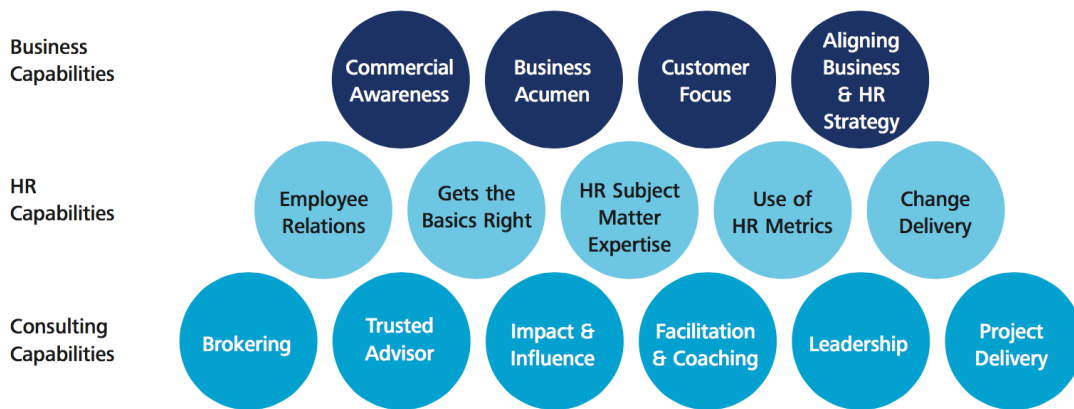 Business
Capabilities
Commercial
Awareness
Business
Acumen
Customer
Focus
Aligning
Business
& HR
Strategy
HR
Capabilities
Employee
Relations
Gets the
Basics Right
HR Subject
Matter
Expertise
Use of
HR Metrics
Change
Delivery
Consulting
Capabilities
Brokering
Trusted
Advisor
Impact &
Influence
Facilitation
& Coaching
Leadership
Project
Delivery